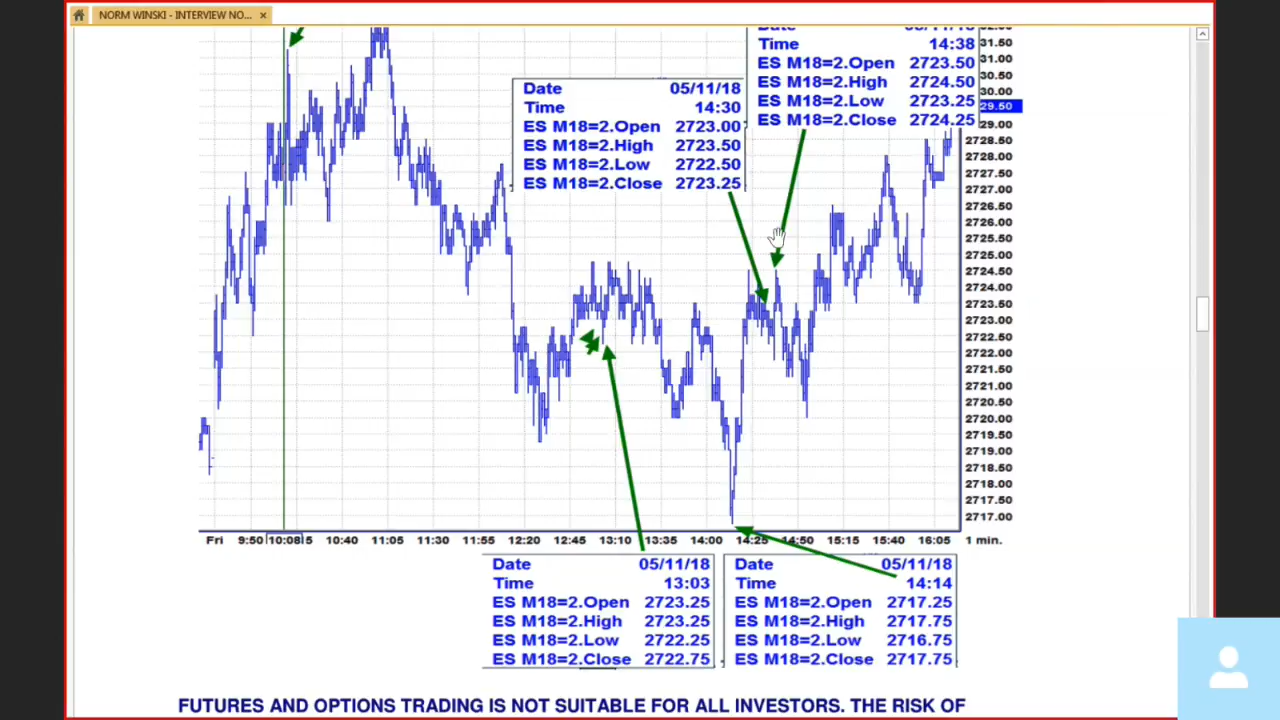 NORM WINSKI - INTERVIEW NO... ×
Date 05/11/18
Time 14:38
ES M18=2.Open 2723.50
ES M18=2.High 2724.50
ES M18=2.Low 2723.25
ES M18=2.Close 2724.25
Date 05/11/18
Time 14:30
ES M18=2.Open 2723.00
ES M18=2.High 2723.50
ES M18=2.Low 2722.50
ES M18=2.Close 2723.25
31.50
31.00
30.50
30.00
29.50
29.00
2728.50
2728.00
2727.50
2727.00
2726.50
2726.00
2725.50
2725.00
2724.50
2724.00
2723.50
2723.00
2722.50
2722.00
2721.50
2721.00
2720.50
2720.00
2719.50
2719.00
2718.50
2718.00
2717.50
2717.00
Fri 9:50 10:08 15 10:40 11:05 11:30 11:55 12:20 12:45 13:10 13:35 14:00 14:25 14:50 15:15 15:40 16:05 1 min.
Date 05/11/18
Time 13:03
ES M18=2.Open 2723.25
ES M18=2.High 2723.25
ES M18=2.Low 2722.25
ES M18=2.Close 2722.75
Date 05/11/18
Time 14:14
ES M18=2.Open 2717.25
ES M18=2.High 2717.75
ES M18=2.Low 2716.75
ES M18=2.Close 2717.75
FUTURES AND OPTIONS TRADING IS NOT SUITABLE FOR ALL INVESTORS. THE RISK OF